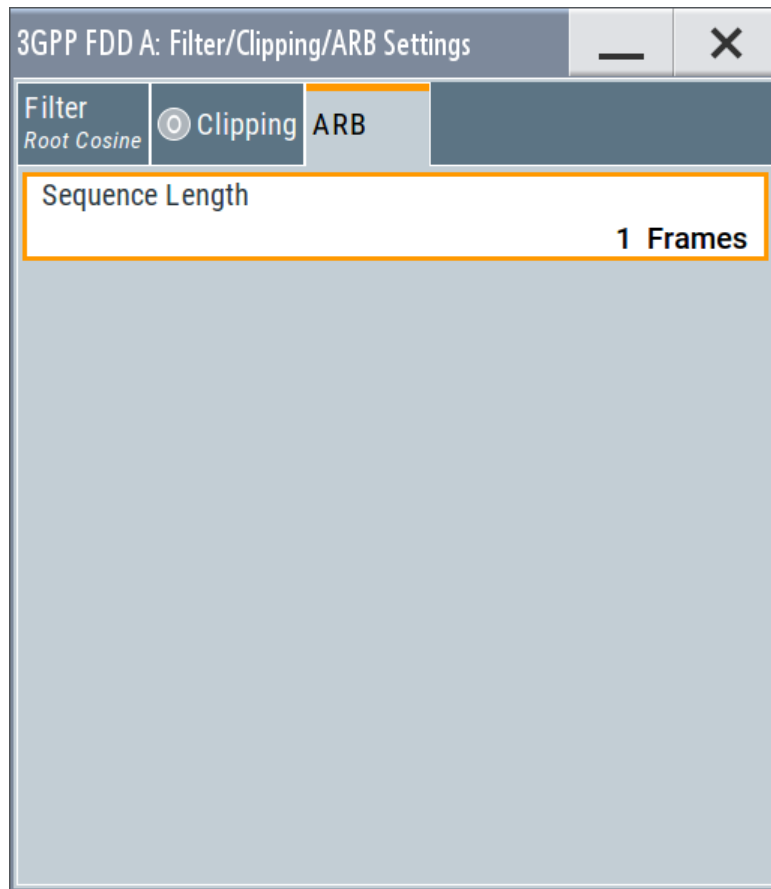 3GPP FDD A: Filter/Clipping/ARB Settings
Filter
Root Cosine
Clipping
ARB
Sequence Length
1 Frames